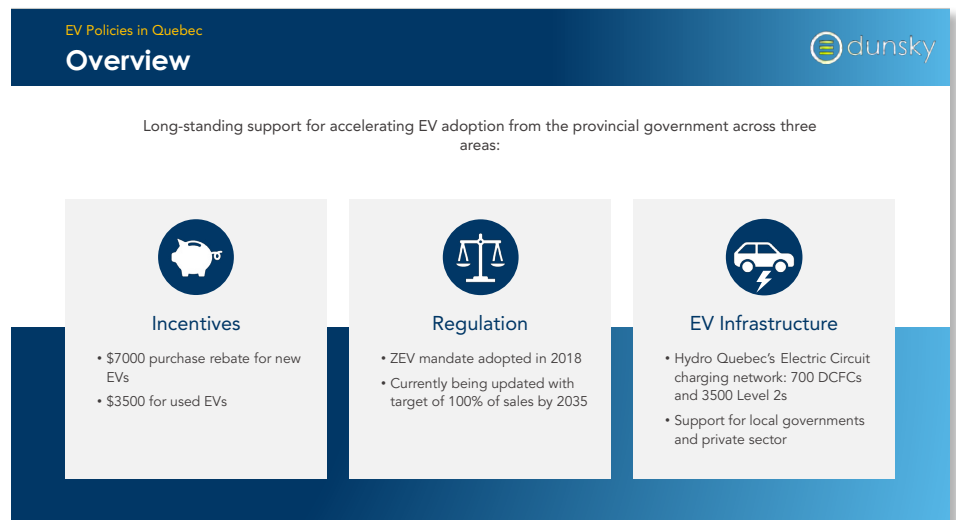 EV Policies in Quebec
Overview
dunsky
Long-standing support for accelerating EV adoption from the provincial government across three
areas:
Incentives
• $7000 purchase rebate for new
EVs
• $3500 for used EVs
Regulation
• ZEV mandate adopted in 2018
• Currently being updated with
target of 100% of sales by 2035
EV Infrastructure
• Hydro Quebec's Electric Circuit
charging network: 700 DCFCs
and 3500 Level 2s
• Support for local governments
and private sector